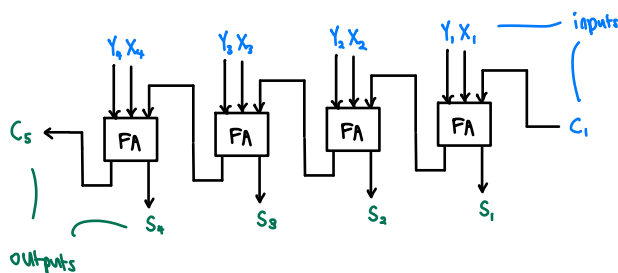 Y₄ X₄ Y₃ X₃ Y₂ X₂ Y₁ X₁ inputs
C₅ FA FA FA FA C₁
S₄ S₃ S₂ S₁
outputs